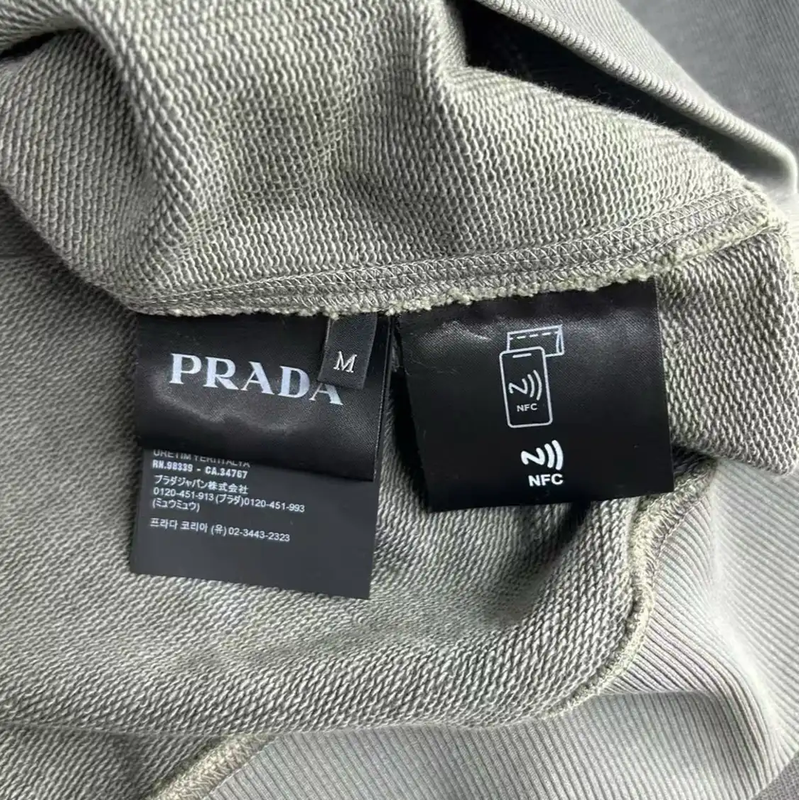 PRADA
M
ÜRETİM YERİ:İTALYA
RN.98339 - CA.34767
プラダジャパン株式会社
0120-451-913 (プラダ)0120-451-993
(ミュウミュウ)
프라다 코리아 (유) 02-3443-2323
NFC
NFC